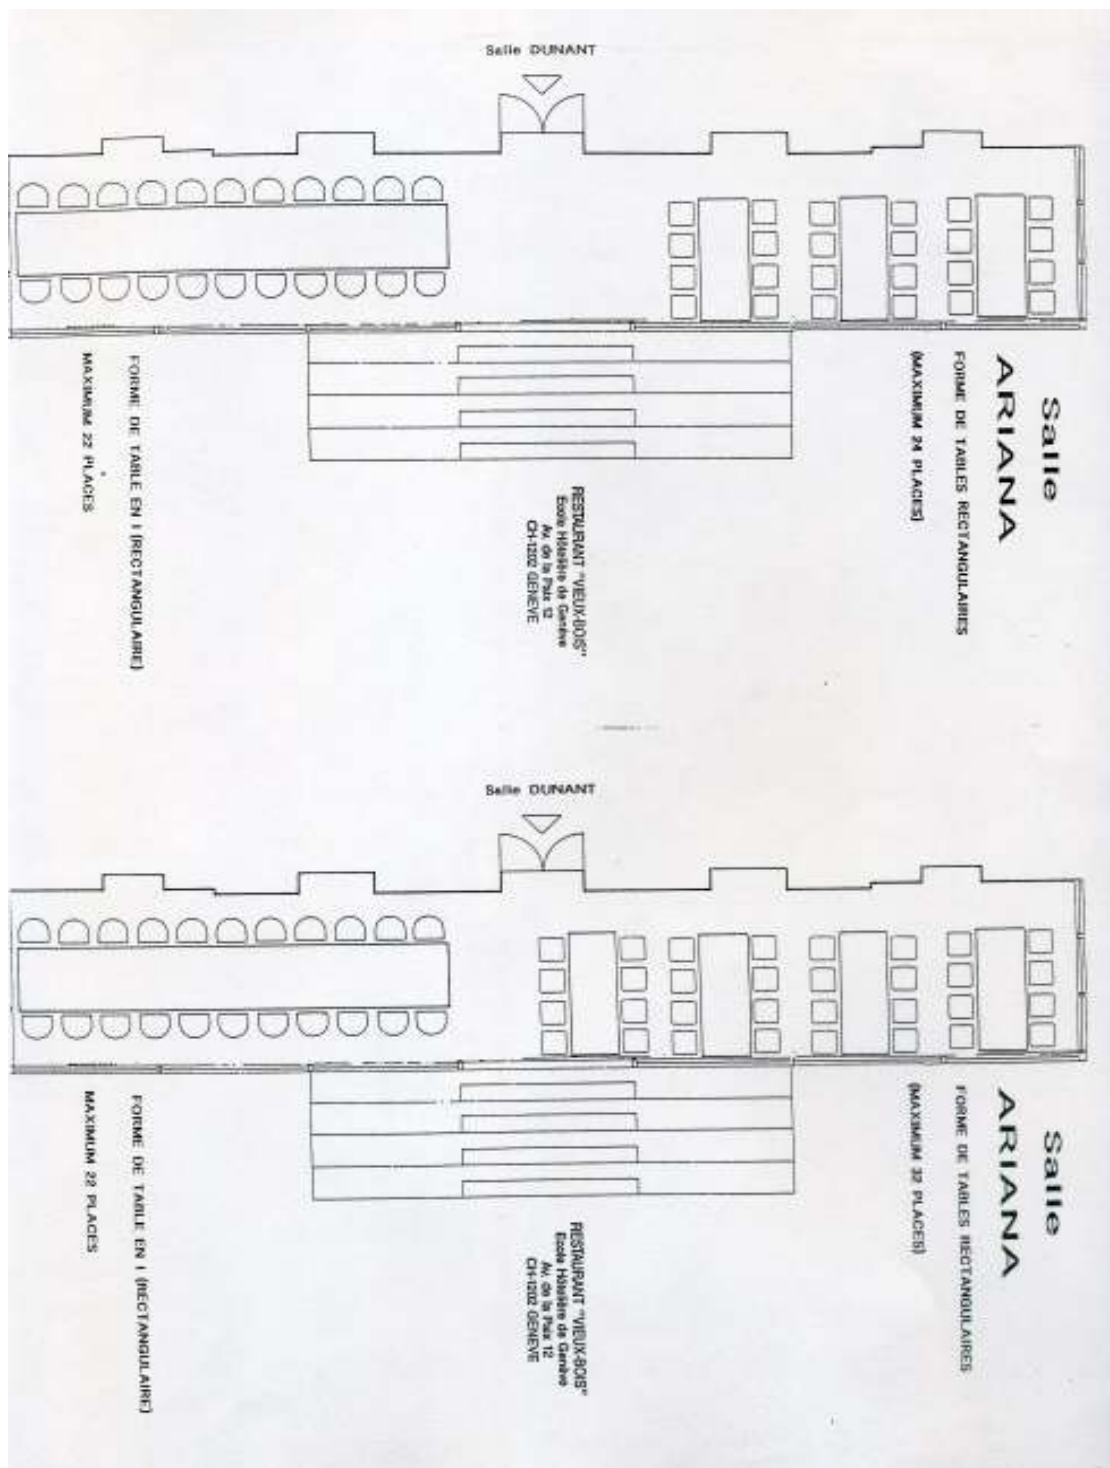 Salle DUNANT
Salle
ARIANA
FORME DE TABLES RECTANGULAIRES
(MAXIMUM 24 PLACES)
RESTAURANT "VIEUX-BOIS"
Ecole Hôtelière de Genève
Av. de la Paix 12
CH-1202 GENEVE
FORME DE TABLE EN I (RECTANGULAIRE)
MAXIMUM 22 PLACES
Salle DUNANT
Salle
ARIANA
FORME DE TABLES RECTANGULAIRES
(MAXIMUM 32 PLACES)
RESTAURANT "VIEUX-BOIS"
Ecole Hôtelière de Genève
Av. de la Paix 12
CH-1202 GENEVE
FORME DE TABLE EN I (RECTANGULAIRE)
MAXIMUM 22 PLACES